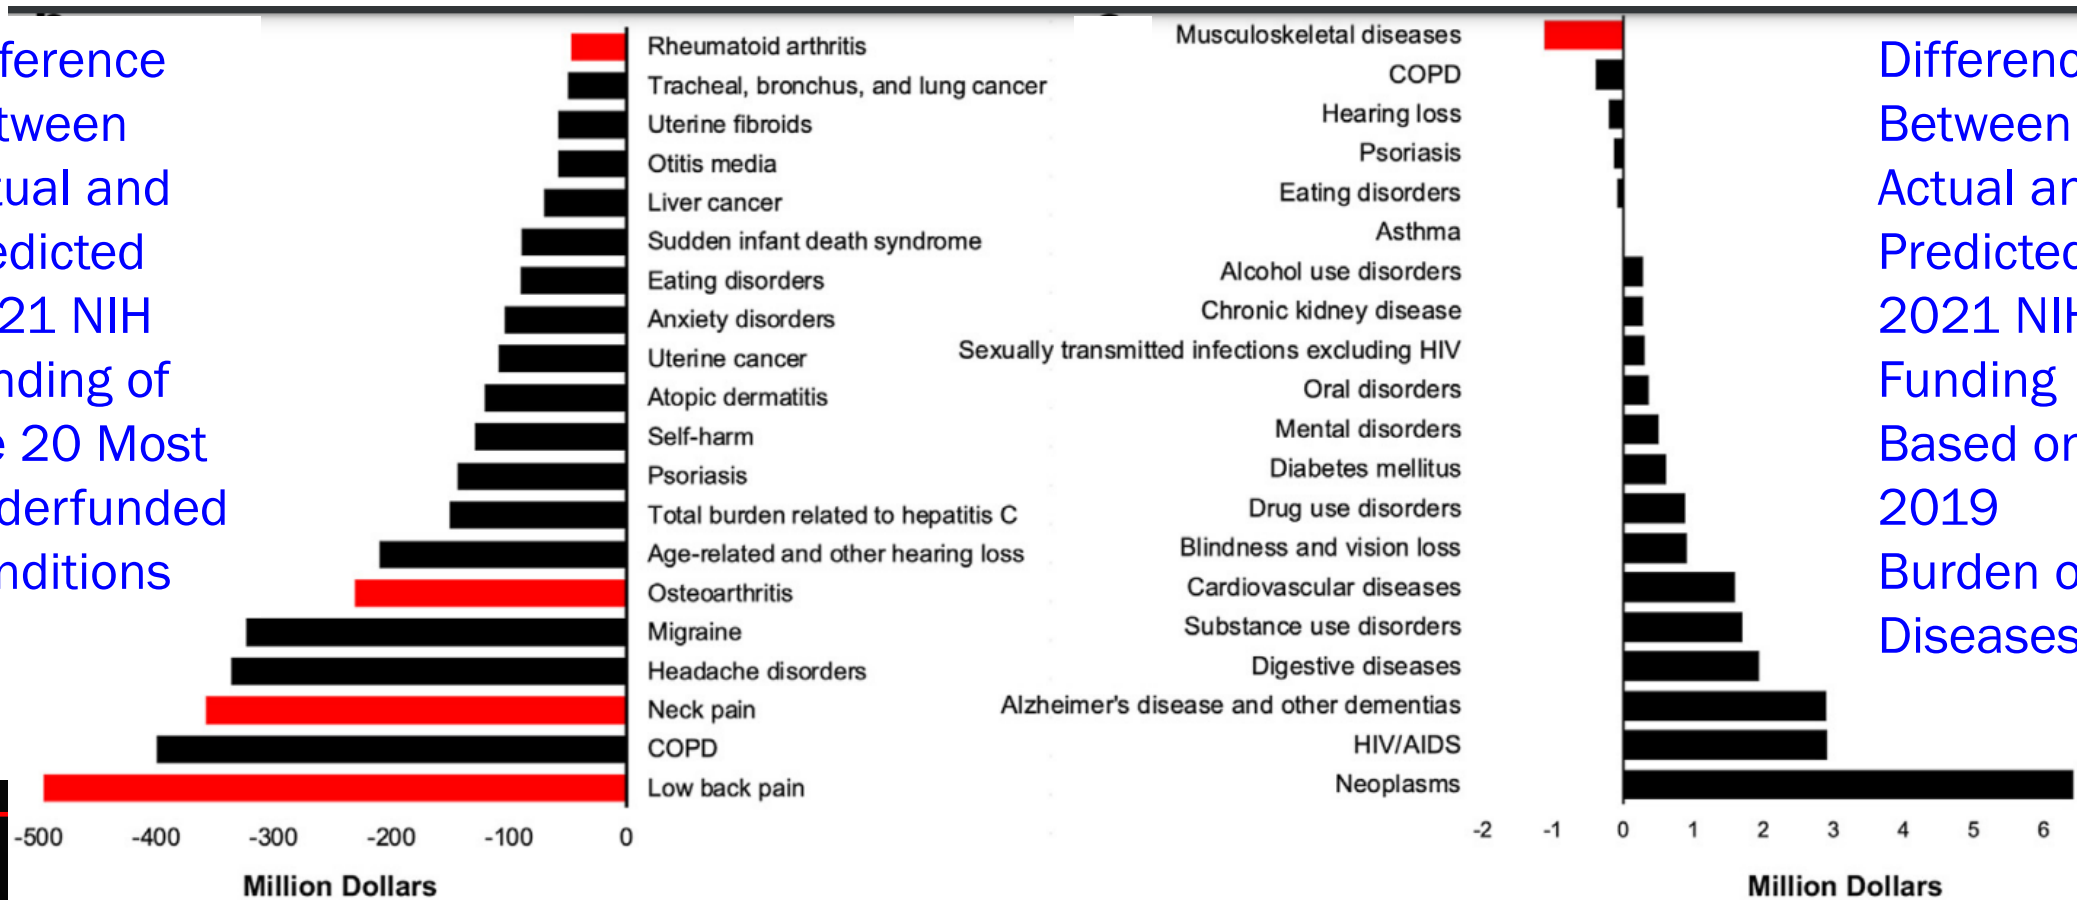 ference
tween
tual and
edicted
21 NIH
nding of
e 20 Most
derfunded
nditions
Rheumatoid arthritis
Tracheal, bronchus, and lung cancer
Uterine fibroids
Otitis media
Liver cancer
Sudden infant death syndrome
Eating disorders
Anxiety disorders
Uterine cancer
Atopic dermatitis
Self-harm
Psoriasis
Total burden related to hepatitis C
Age-related and other hearing loss
Osteoarthritis
Migraine
Headache disorders
Neck pain
COPD
Low back pain
-500 -400 -300 -200 -100 0
Million Dollars
Musculoskeletal diseases
COPD
Hearing loss
Psoriasis
Eating disorders
Asthma
Alcohol use disorders
Chronic kidney disease
Sexually transmitted infections excluding HIV
Oral disorders
Mental disorders
Diabetes mellitus
Drug use disorders
Blindness and vision loss
Cardiovascular diseases
Substance use disorders
Digestive diseases
Alzheimer's disease and other dementias
HIV/AIDS
Neoplasms
-2 -1 0 1 2 3 4 5 6
Million Dollars
Differenc
Between
Actual an
Predicted
2021 NIH
Funding
Based on
2019
Burden o
Diseases